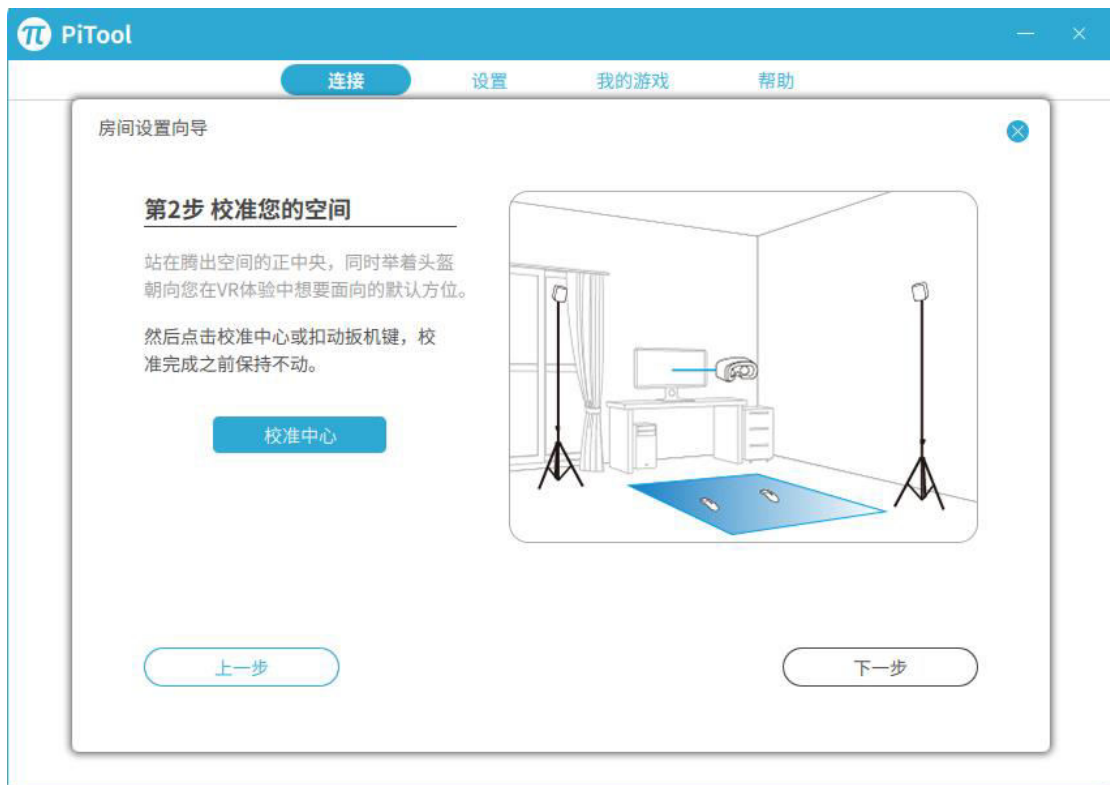 PiTool
连接 设置 我的游戏 帮助
房间设置向导
第2步 校准您的空间
站在腾出空间的正中央，同时举着头盔
朝向您在VR体验中想要面向的默认方位。
然后点击校准中心或扣动扳机键，校
准完成之前保持不动。
校准中心
上一步 下一步